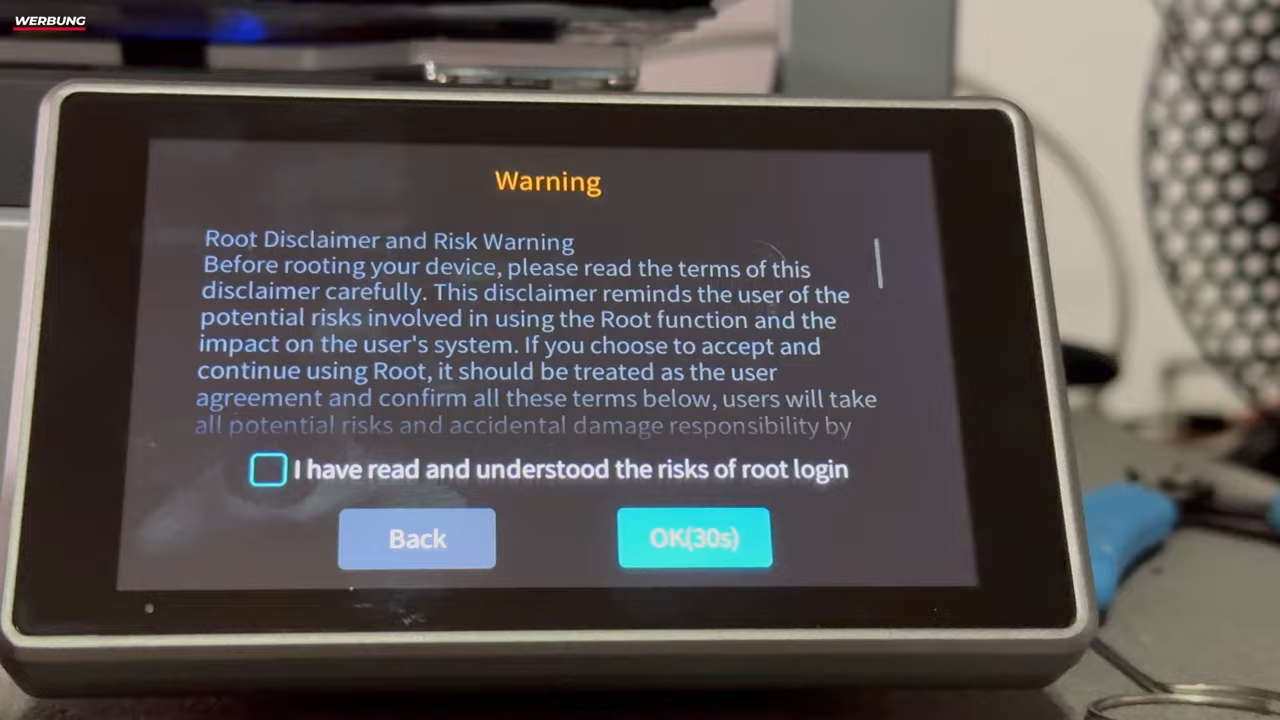 WERBUNG
Warning
Root Disclaimer and Risk Warning
Before rooting your device, please read the terms of this
disclaimer carefully. This disclaimer reminds the user of the
potential risks involved in using the Root function and the
impact on the user's system. If you choose to accept and
continue using Root, it should be treated as the user
agreement and confirm all these terms below, users will take
all potential risks and accidental damage responsibility by
I have read and understood the risks of root login
Back
OK(30s)